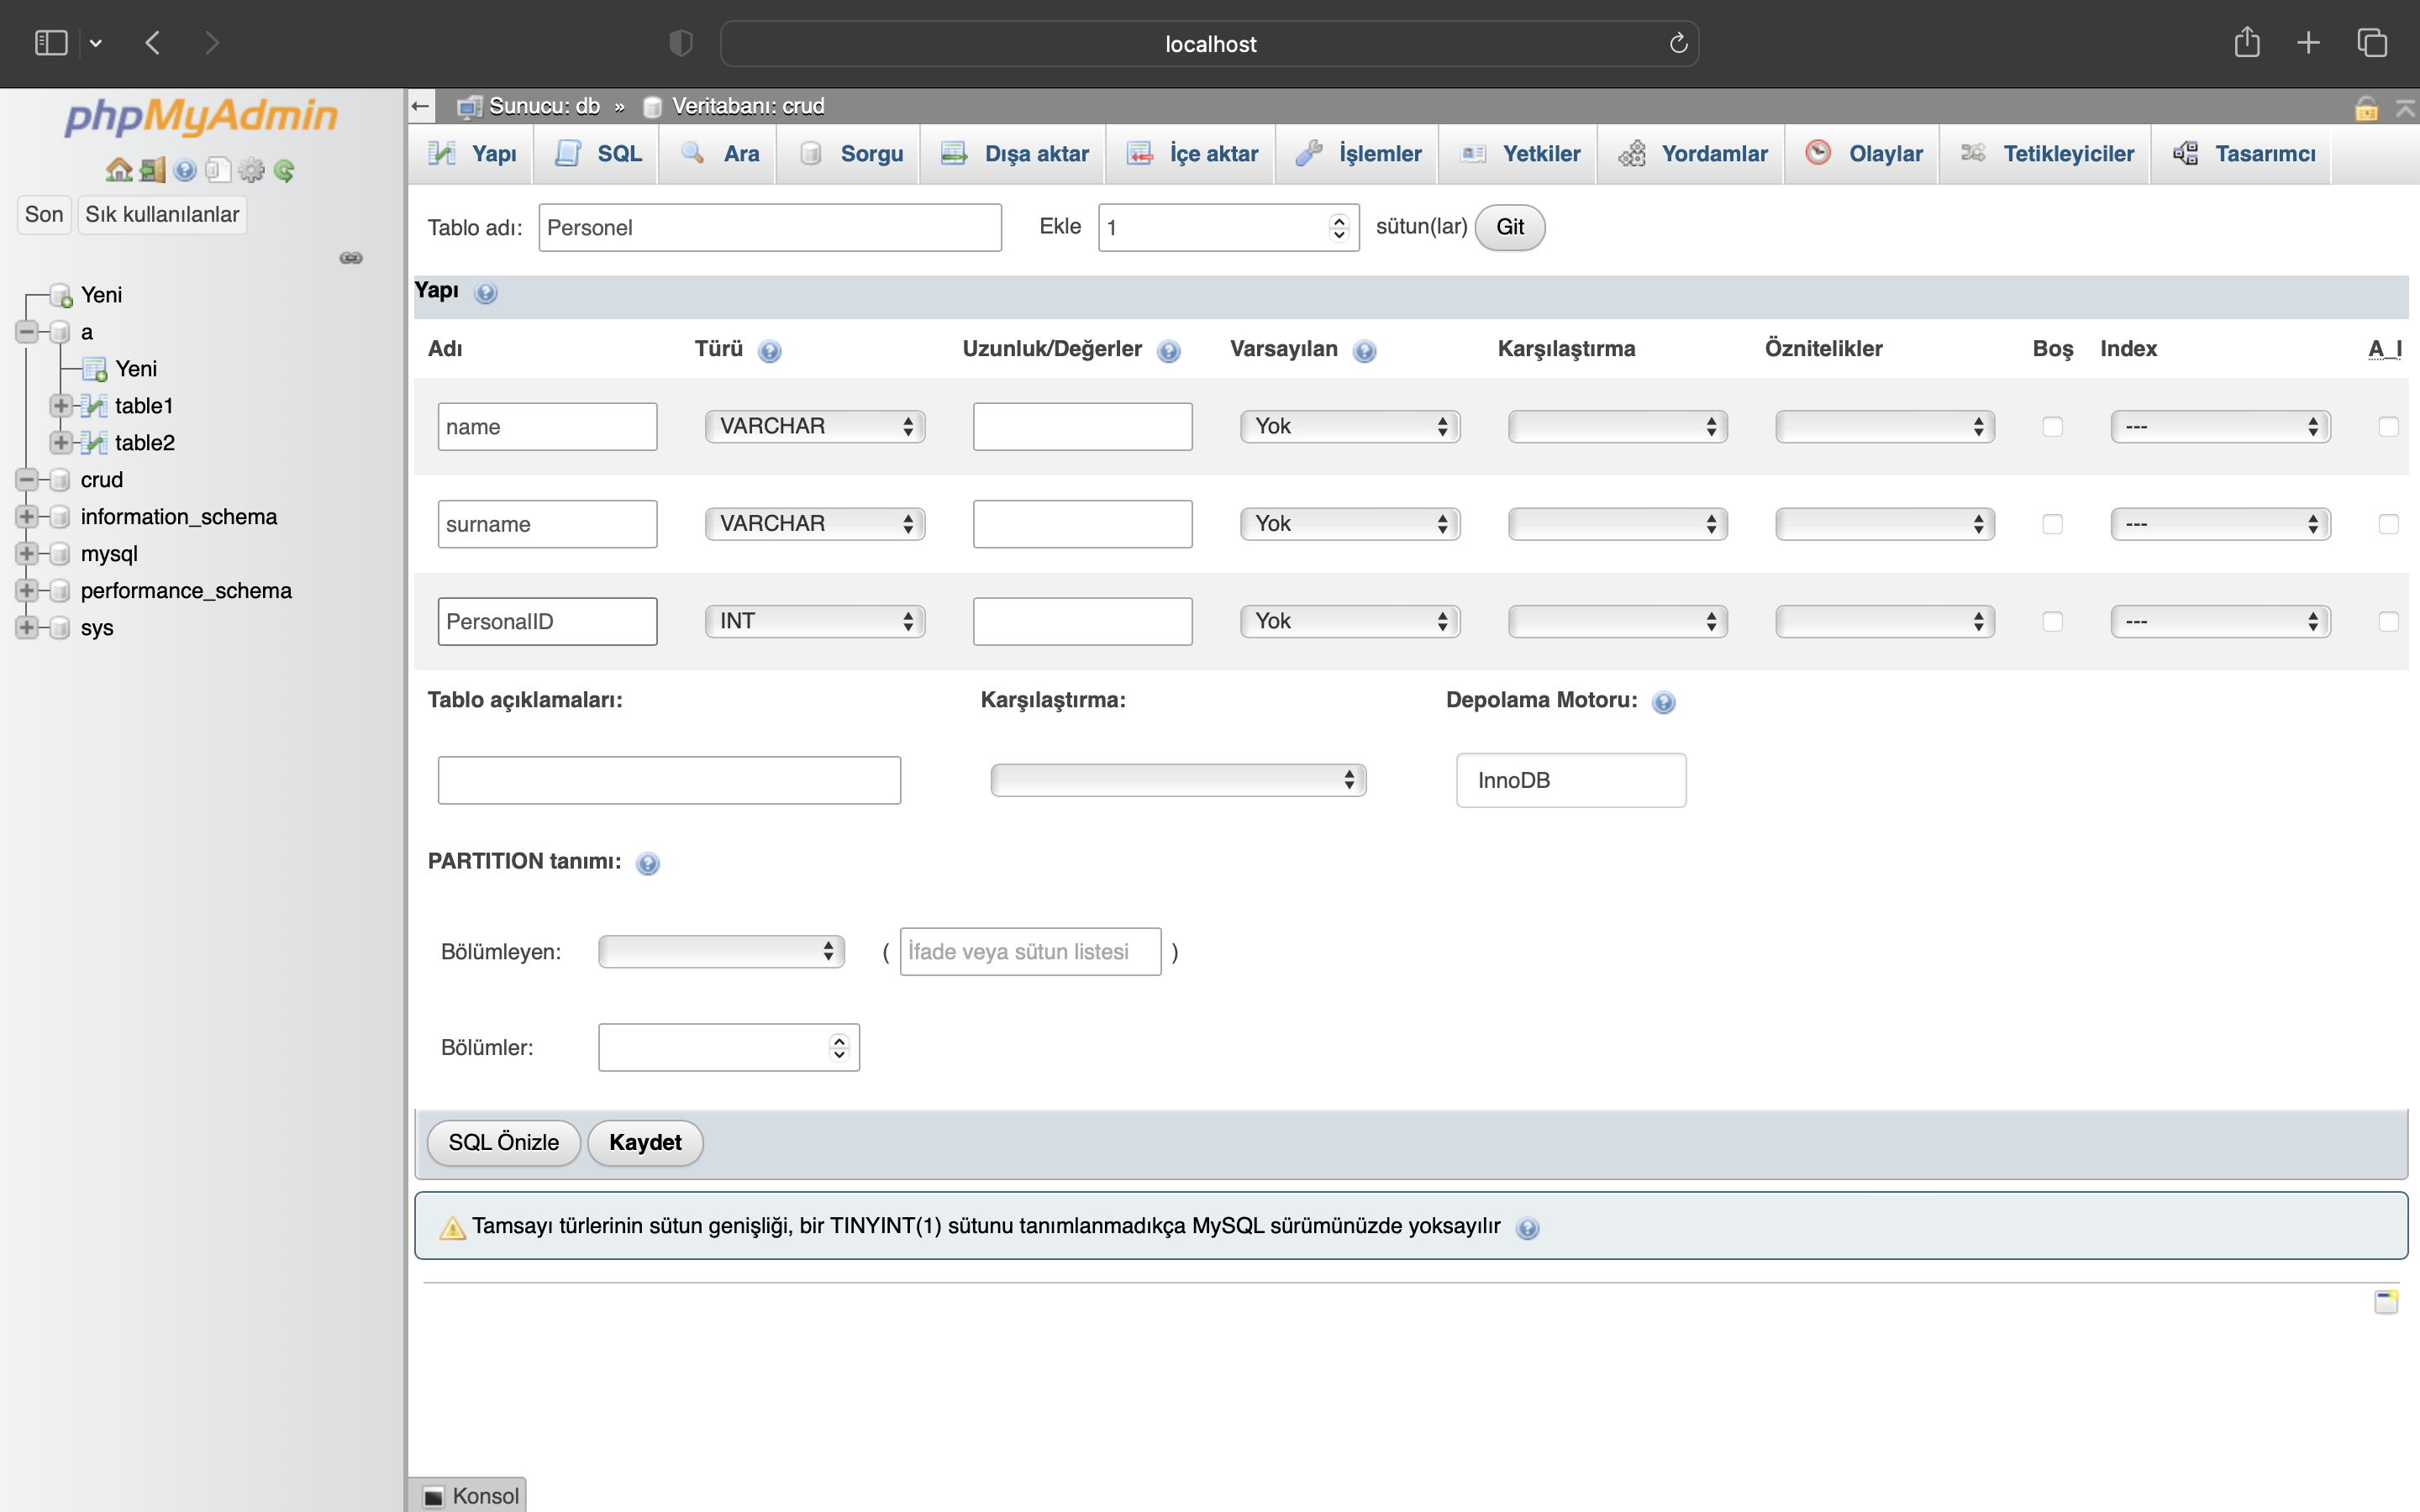 localhost
phpMyAdmin
Son Sık kullanılanlar
Yeni
a
Yeni
table1
table2
crud
information_schema
mysql
performance_schema
sys
Sunucu: db » Veritabanı: crud
Yapı SQL Ara Sorgu Dışa aktar İçe aktar İşlemler Yetkiler Yordamlar Olaylar Tetikleyiciler Tasarımcı
Tablo adı: Personel Ekle 1 sütun(lar) Git
Yapı
Adı Türü Uzunluk/Değerler Varsayılan Karşılaştırma Öznitelikler Boş Index A_I
name VARCHAR Yok ---
surname VARCHAR Yok ---
PersonalID INT Yok ---
Tablo açıklamaları: Karşılaştırma: Depolama Motoru:
InnoDB
PARTITION tanımı:
Bölümleyen: ( İfade veya sütun listesi )
Bölümler:
SQL Önizle Kaydet
Tamsayı türlerinin sütun genişliği, bir TINYINT(1) sütunu tanımlanmadıkça MySQL sürümünüzde yoksayılır
Konsol